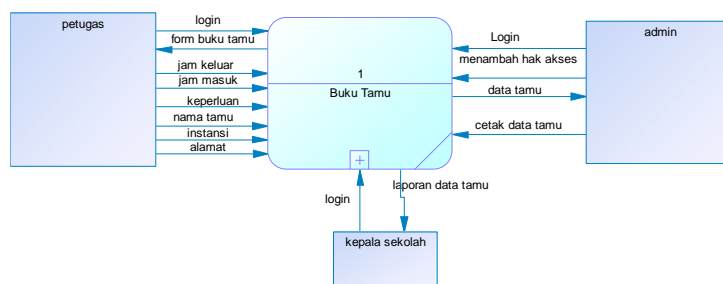 petugas
login
form buku tamu
jam keluar
jam masuk
keperluan
nama tamu
instansi
alamat
1
Buku Tamu
Login
menambah hak akses
data tamu
cetak data tamu
admin
login
laporan data tamu
kepala sekolah